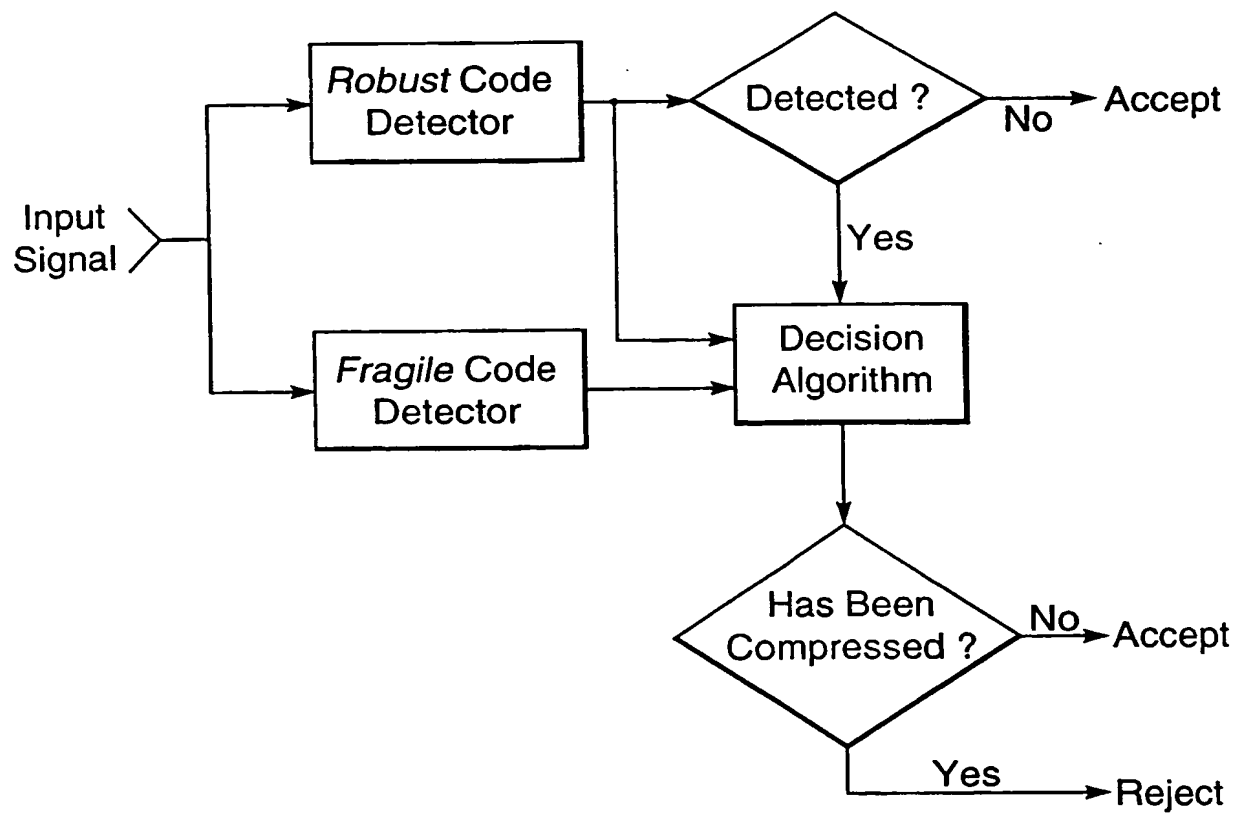 Robust Code
Detector
Detected ?
No
Accept
Input
Signal
Yes
Decision
Algorithm
Fragile Code
Detector
Has Been
Compressed ?
No
Accept
Yes
Reject